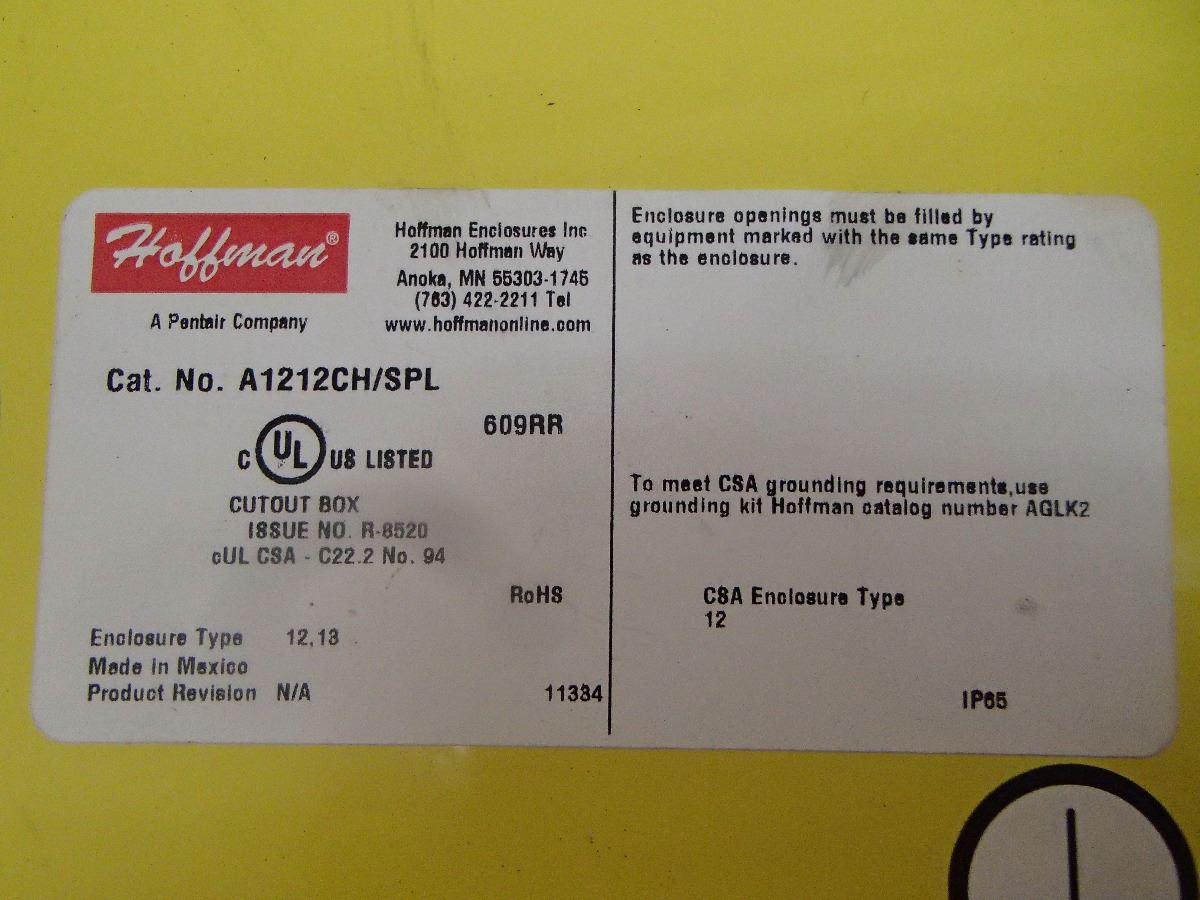 Hoffman®
A Pentair Company
Hoffman Enclosures Inc
2100 Hoffman Way
Anoka, MN 55303-1745
(763) 422-2211 Tel
www.hoffmanonline.com
Cat. No. A1212CH/SPL
609RR
C UL US LISTED
CUTOUT BOX
ISSUE NO. R-8520
cUL CSA - C22.2 No. 94
RoHS
Enclosure Type 12,13
Made in Mexico
Product Revision N/A
11334
Enclosure openings must be filled by
equipment marked with the same Type rating
as the enclosure.
To meet CSA grounding requirements,use
grounding kit Hoffman catalog number AGLK2
CSA Enclosure Type
12
IP65